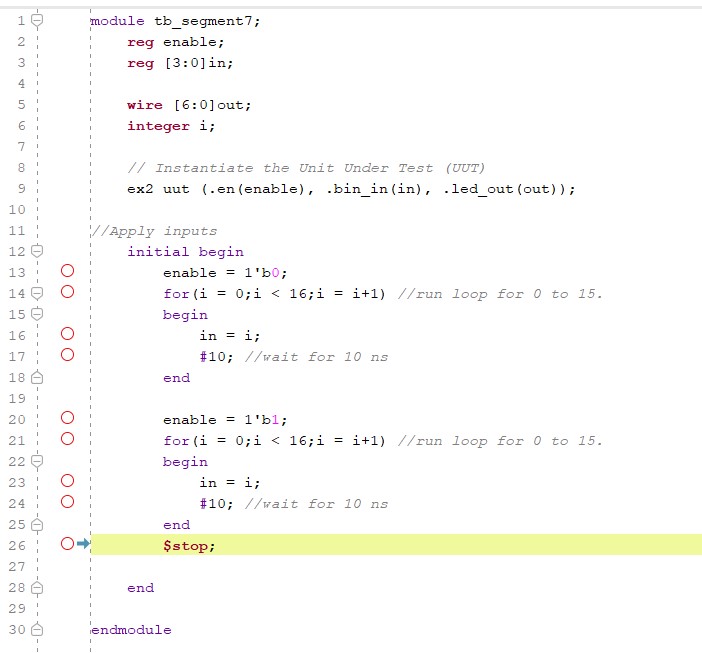 1 module tb_segment7;
2 reg enable;
3 reg [3:0]in;
4
5 wire [6:0]out;
6 integer i;
7
8 // Instantiate the Unit Under Test (UUT)
9 ex2 uut (.en(enable), .bin_in(in), .led_out(out));
10
11 //Apply inputs
12 initial begin
13 enable = 1'b0;
14 for(i = 0;i < 16;i = i+1) //run loop for 0 to 15.
15 begin
16 in = i;
17 #10; //wait for 10 ns
18 end
19
20 enable = 1'b1;
21 for(i = 0;i < 16;i = i+1) //run loop for 0 to 15.
22 begin
23 in = i;
24 #10; //wait for 10 ns
25 end
26 $stop;
27
28 end
29
30 endmodule